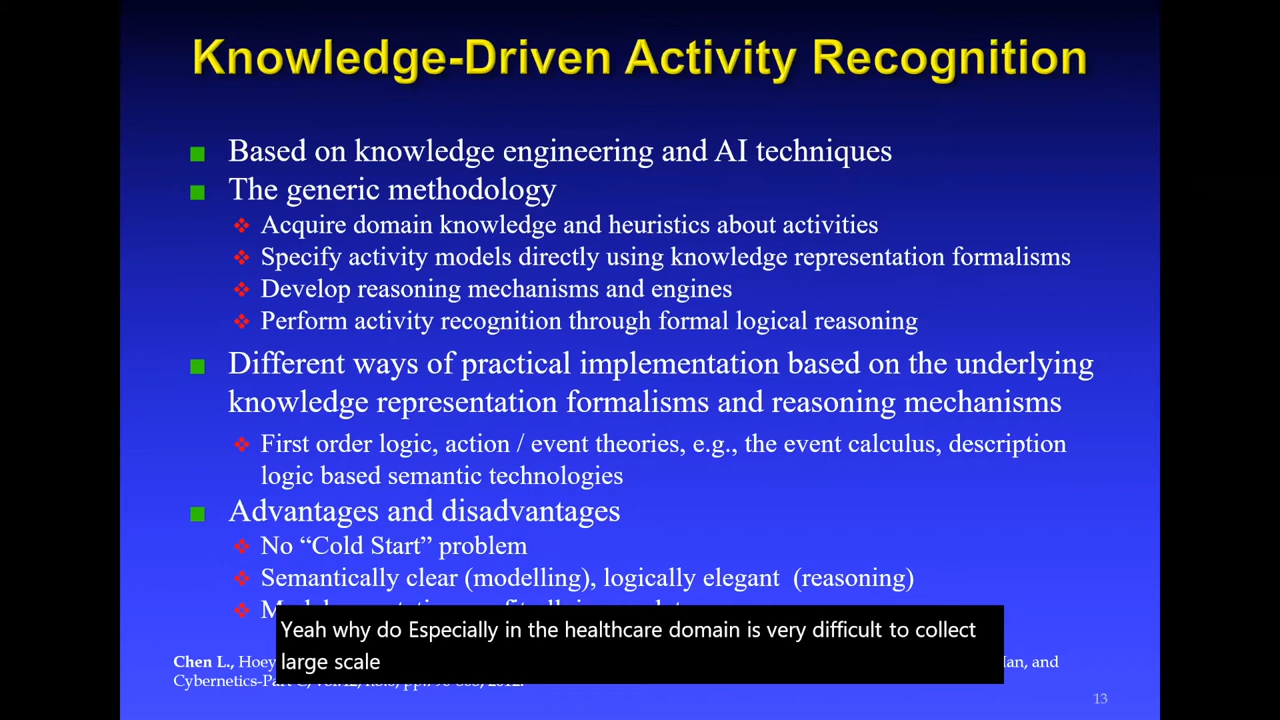 Knowledge-Driven Activity Recognition
Based on knowledge engineering and AI techniques
The generic methodology
Acquire domain knowledge and heuristics about activities
Specify activity models directly using knowledge representation formalisms
Develop reasoning mechanisms and engines
Perform activity recognition through formal logical reasoning
Different ways of practical implementation based on the underlying
knowledge representation formalisms and reasoning mechanisms
First order logic, action / event theories, e.g., the event calculus, description
logic based semantic technologies
Advantages and disadvantages
No “Cold Start” problem
Semantically clear (modelling), logically elegant (reasoning)
Yeah why do Especially in the healthcare domain is very difficult to collect
large scale
Chen L., and
Cybernetics-Part
13